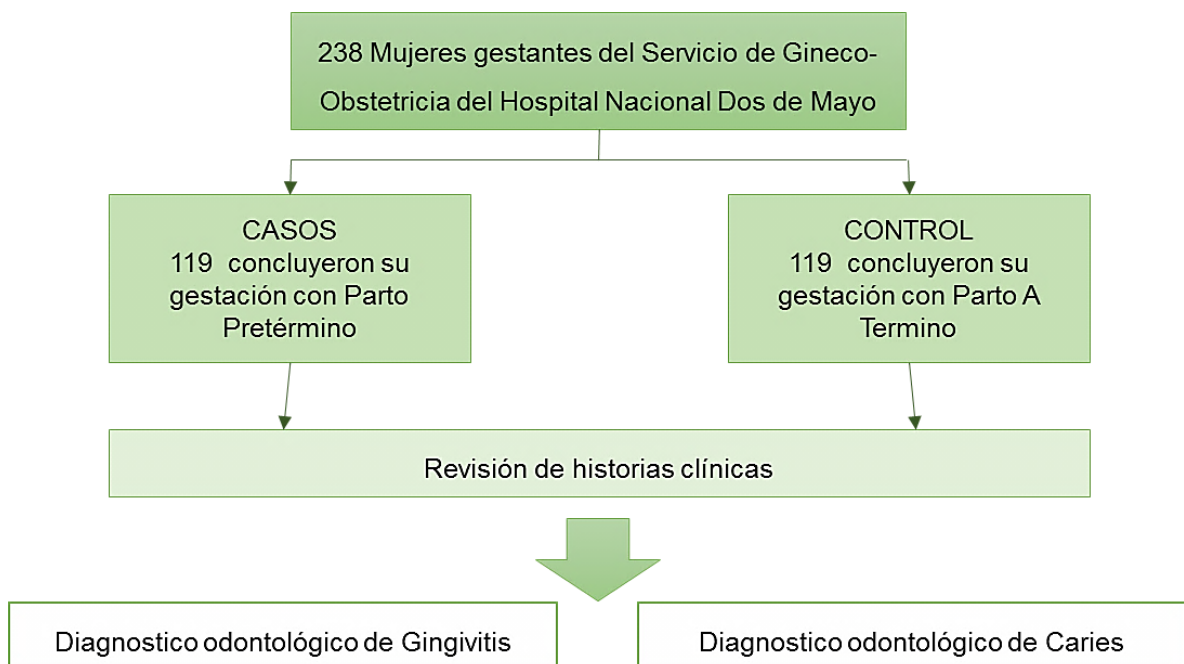 238 Mujeres gestantes del Servicio de Gineco-
Obstetricia del Hospital Nacional Dos de Mayo
CASOS
119 concluyeron su
gestación con Parto
Pretérmino
CONTROL
119 concluyeron su
gestación con Parto A
Termino
Revisión de historias clínicas
Diagnostico odontológico de Gingivitis
Diagnostico odontológico de Caries